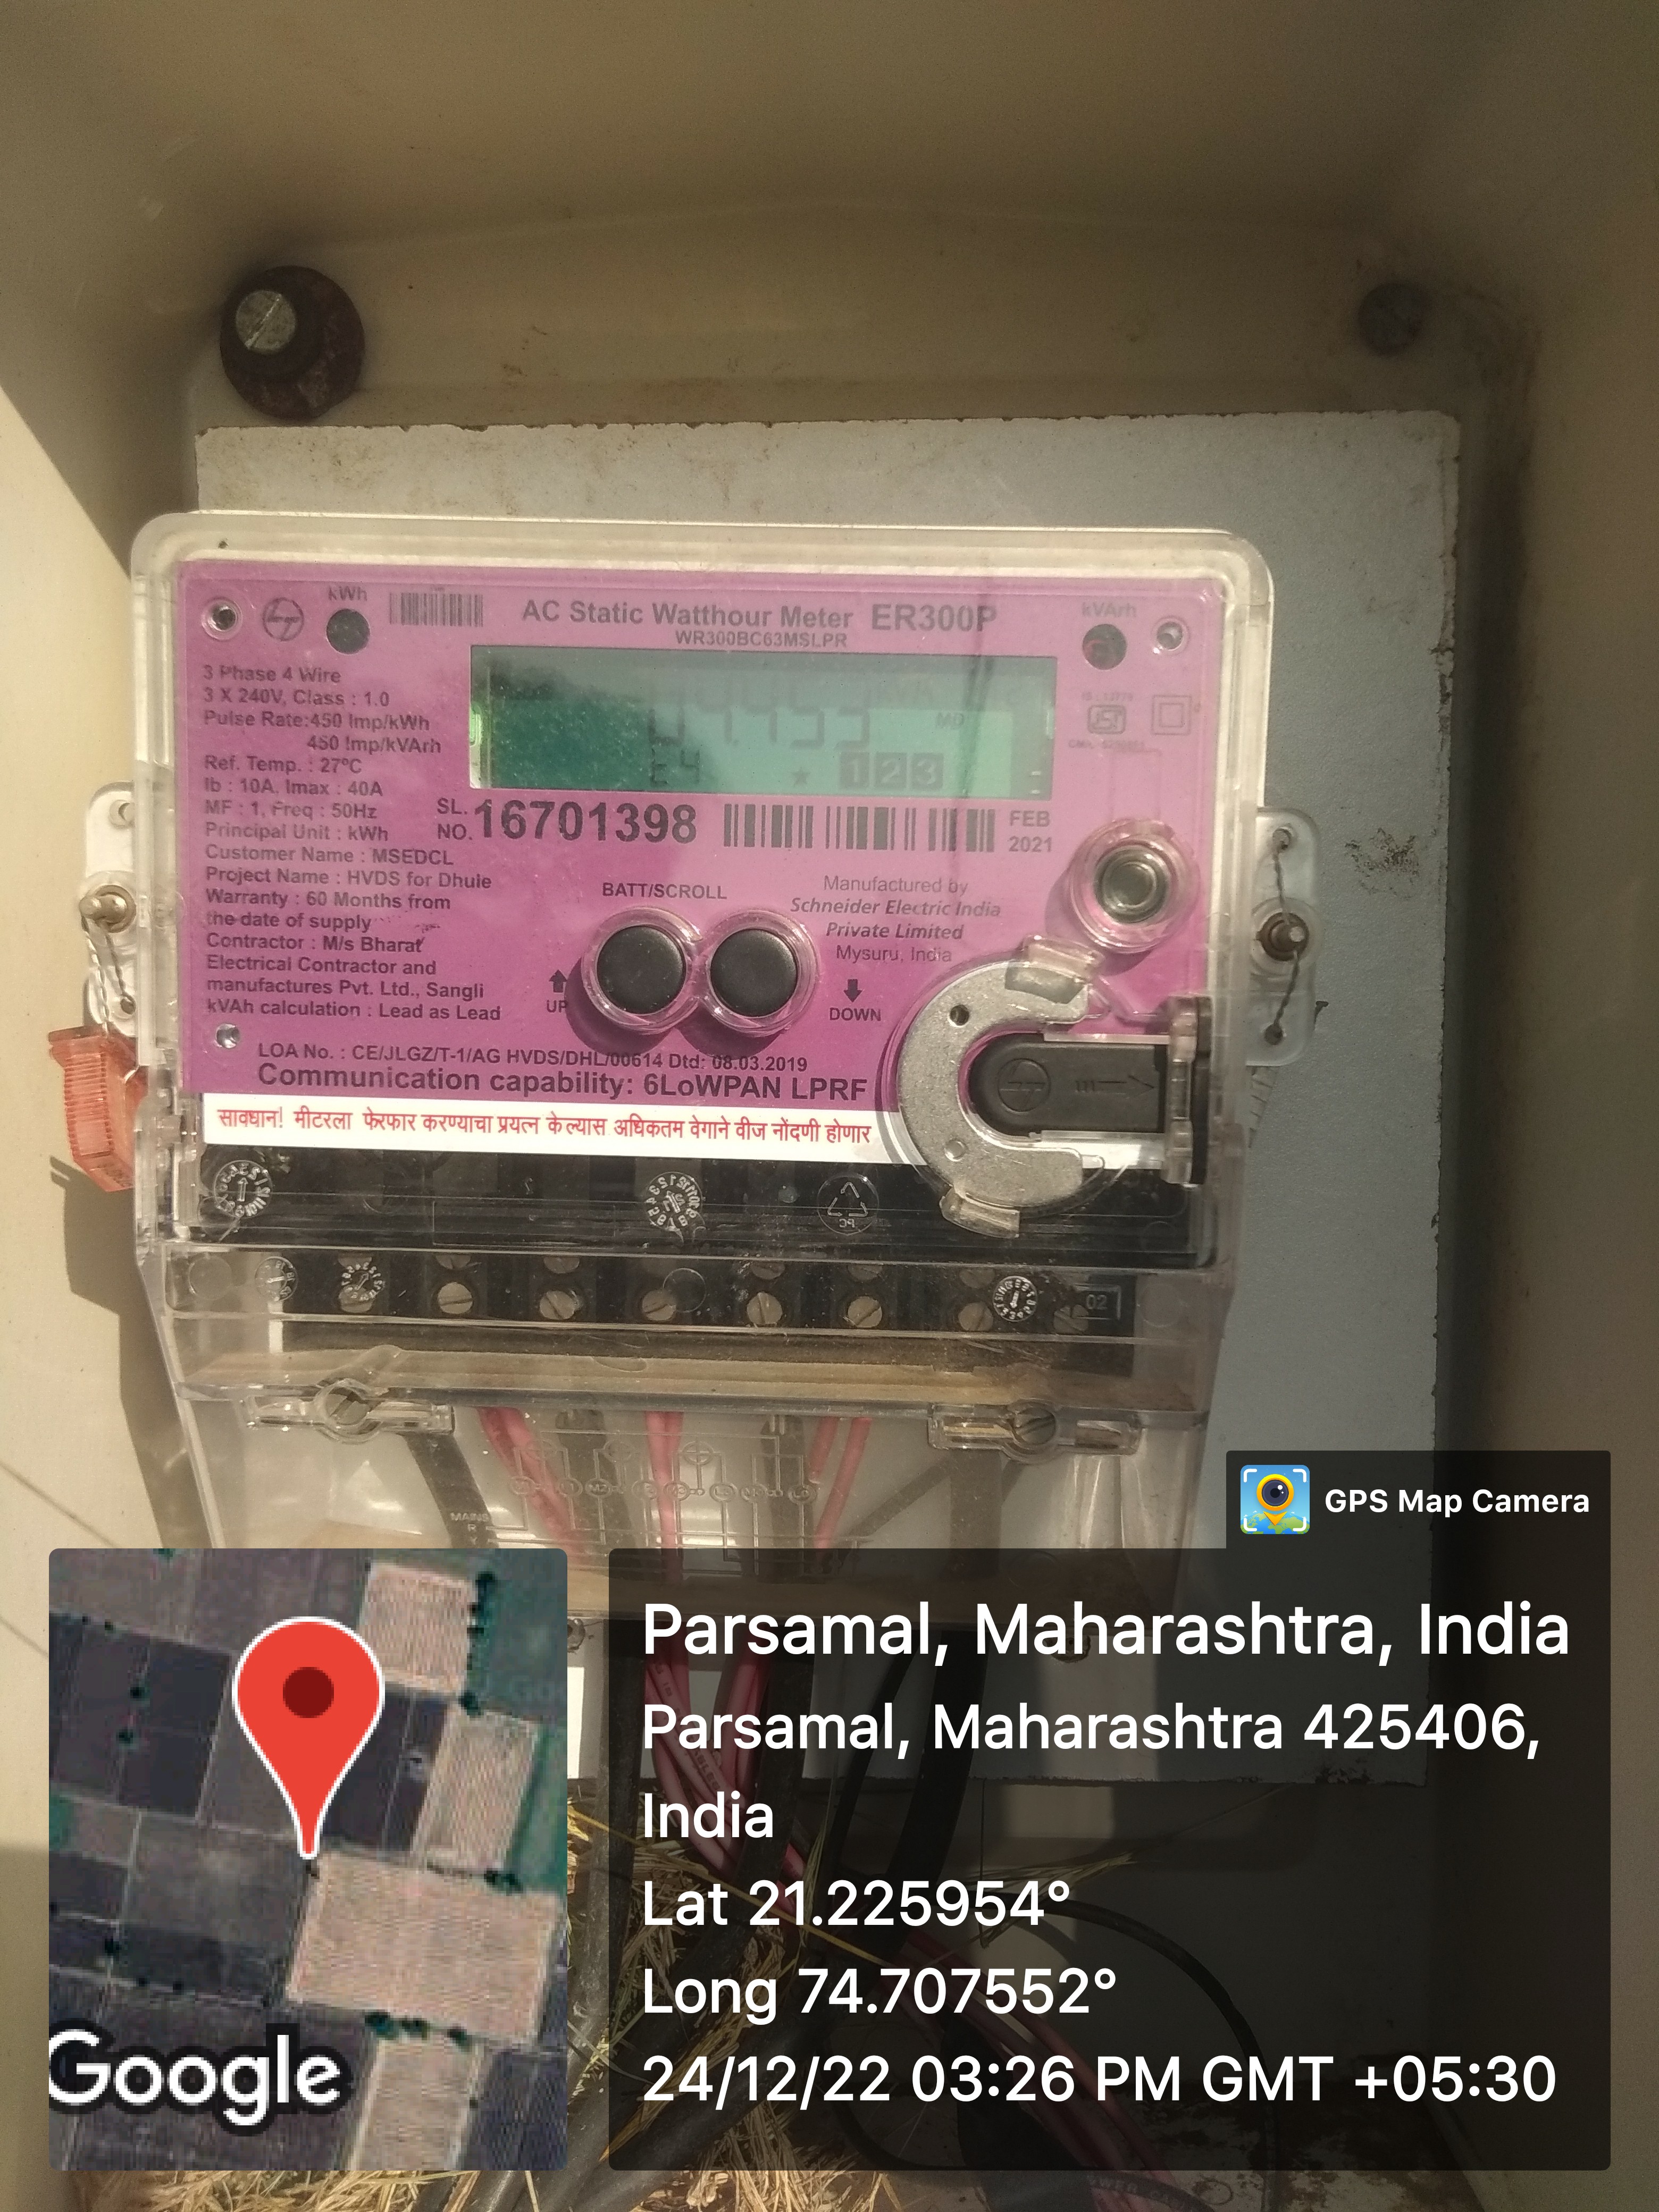 kWh
AC Static Watthour Meter ER300P
WR300BC63MSLPR
kVArh
3 Phase 4 Wire
3 X 240V, Class : 1.0
Pulse Rate:450 Imp/kWh
450 Imp/kVArh
Ref. Temp. : 27°C
Ib : 10A, Imax : 40A
MF : 1, Freq : 50Hz
Principal Unit : kWh
Customer Name : MSEDCL
Project Name : HVDS for Dhule
Warranty : 60 Months from
the date of supply
Contractor : M/s Bharat
Electrical Contractor and
manufactures Pvt. Ltd., Sangli
kVAh calculation : Lead as Lead
MD
123
SL. NO. 16701398
FEB
2021
BATT/SCROLL
UP
DOWN
Manufactured by
Schneider Electric India
Private Limited
Mysuru, India
LOA No. : CE/JLGZ/T-1/AG HVDS/DHL/00614 Dtd: 08.03.2019
Communication capability: 6LoWPAN LPRF
सावधान! मीटरला फेरफार करण्याचा प्रयत्न केल्यास अधिकतम वेगाने वीज नोंदणी होणार
PC
02
MAINS
R
GPS Map Camera
Parsamal, Maharashtra, India
Parsamal, Maharashtra 425406,
India
Lat 21.225954°
Long 74.707552°
24/12/22 03:26 PM GMT +05:30
Google